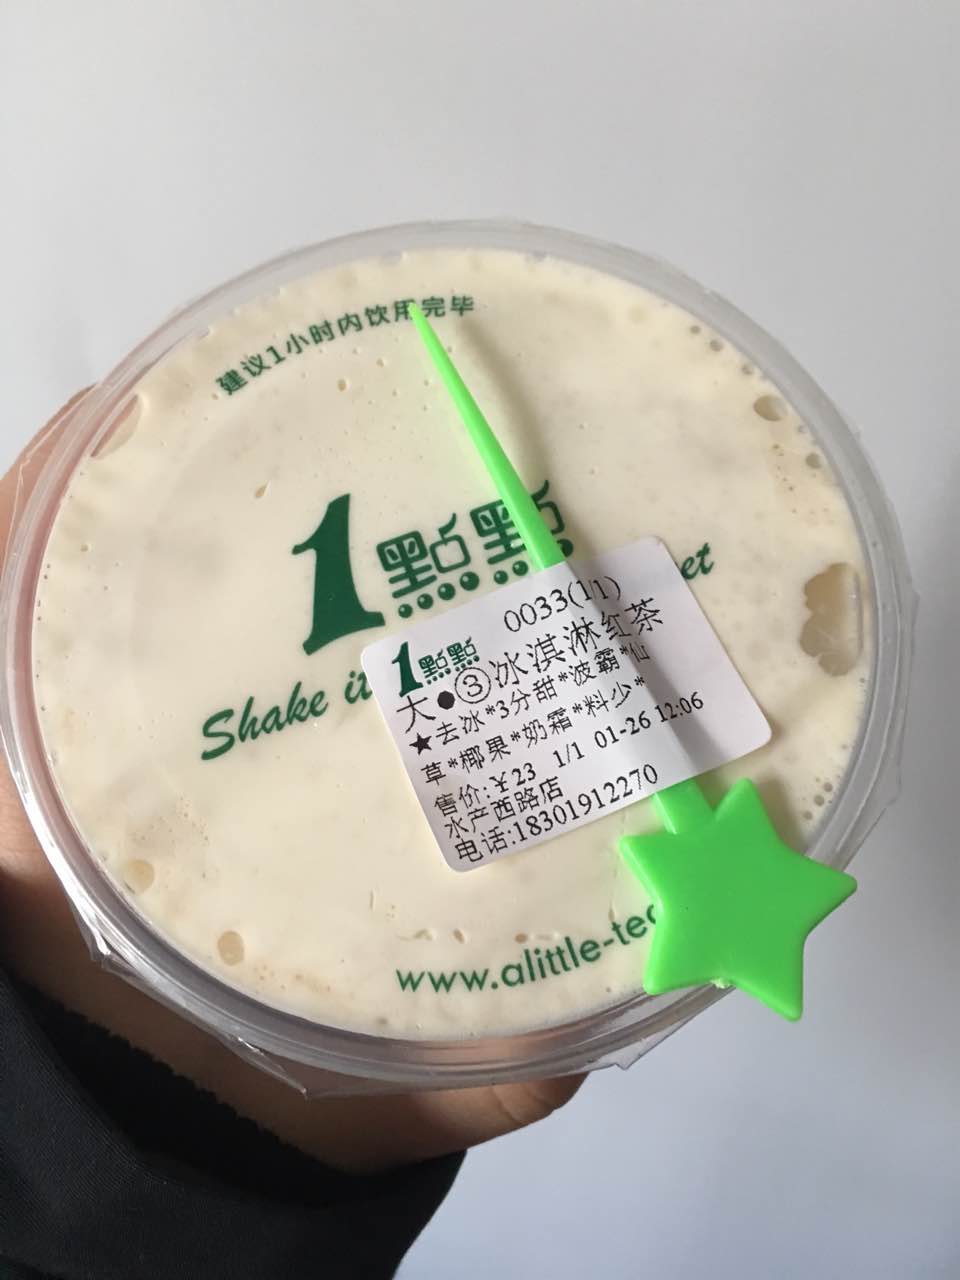 建议1小时内饮用完毕
1點點
Shake it
et
www.alittle-tea
0033(1/1)
1點點
大●③冰淇淋红茶
★去冰*3分甜*波霸*仙
草*椰果*奶霜*料少*
售价:￥23 1/1 01-26 12:06
水产西路店
电话:18301912270